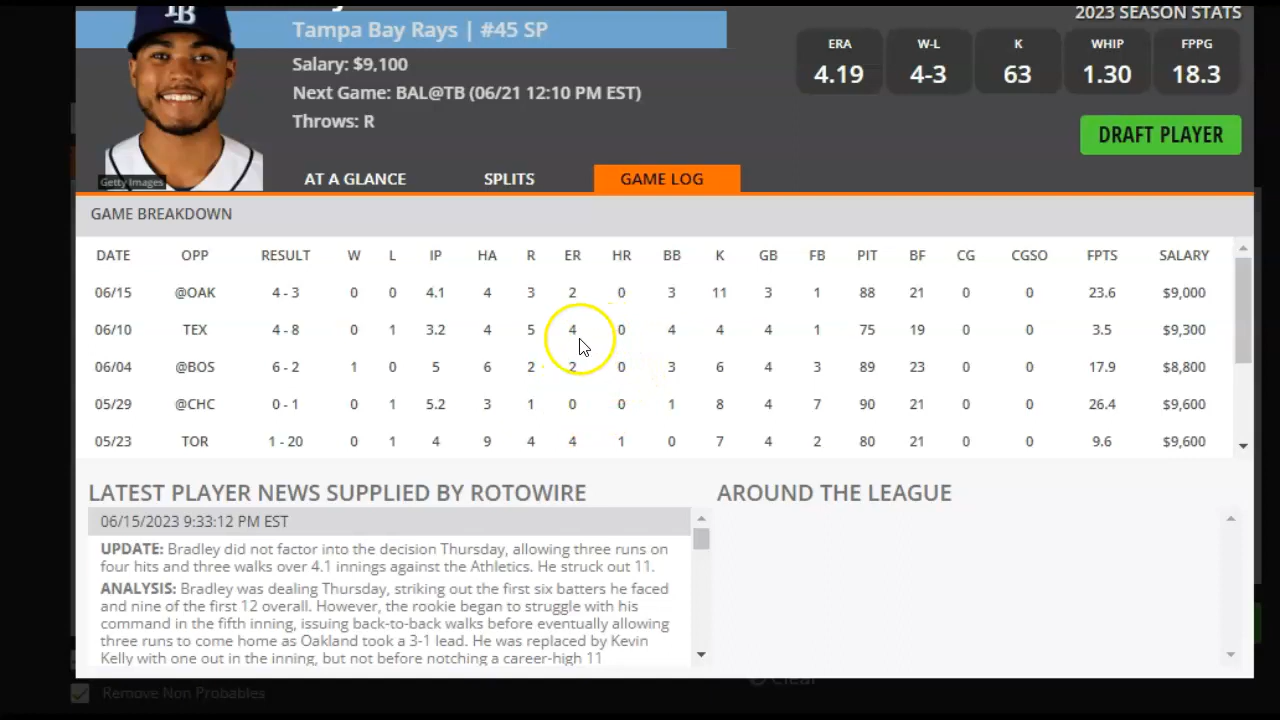 2023 SEASON STATS
TB
Tampa Bay Rays | #45 SP
Salary: $9,100
Next Game: BAL@TB (06/21 12:10 PM EST)
Throws: R
ERA W-L K WHIP FPPG
4.19 4-3 63 1.30 18.3
DRAFT PLAYER
Getty Images
AT A GLANCE SPLITS GAME LOG
GAME BREAKDOWN
DATE OPP RESULT W L IP HA R ER HR BB K GB FB PIT BF CG CGSO FPTS SALARY
06/15 @OAK 4 - 3 0 0 4.1 4 3 2 0 3 11 3 1 88 21 0 0 23.6 $9,000
06/10 TEX 4 - 8 0 1 3.2 4 5 4 0 4 4 4 1 75 19 0 0 3.5 $9,300
06/04 @BOS 6 - 2 1 0 5 6 2 2 0 3 6 4 3 89 23 0 0 17.9 $8,800
05/29 @CHC 0 - 1 0 1 5.2 3 1 0 0 1 8 4 7 90 21 0 0 26.4 $9,600
05/23 TOR 1 - 20 0 1 4 9 4 4 1 0 7 4 2 80 21 0 0 9.6 $9,600
LATEST PLAYER NEWS SUPPLIED BY ROTOWIRE
06/15/2023 9:33:12 PM EST
UPDATE: Bradley did not factor into the decision Thursday, allowing three runs on
four hits and three walks over 4.1 innings against the Athletics. He struck out 11.
ANALYSIS: Bradley was dealing Thursday, striking out the first six batters he faced
and nine of the first 12 overall. However, the rookie began to struggle with his
command in the fifth inning, issuing back-to-back walks before eventually allowing
three runs to come home as Oakland took a 3-1 lead. He was replaced by Kevin
Kelly with one out in the inning, but not before notching a career-high 11
AROUND THE LEAGUE
Remove Non Probables
Clear